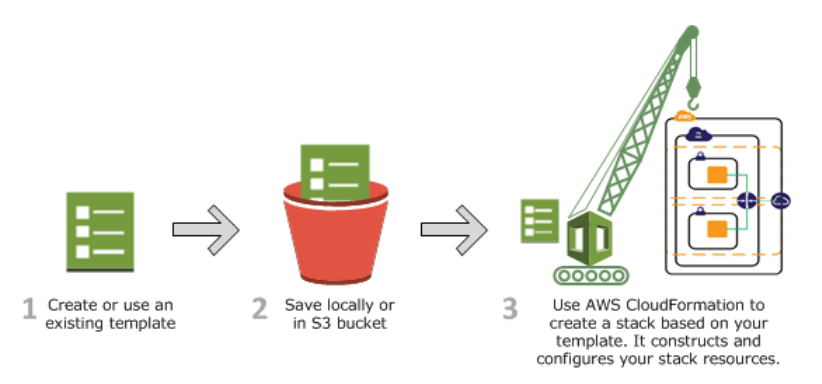 AWS
1 Create or use an
existing template
2 Save locally or
in S3 bucket
3 Use AWS CloudFormation to
create a stack based on your
template. It constructs and
configures your stack resources.